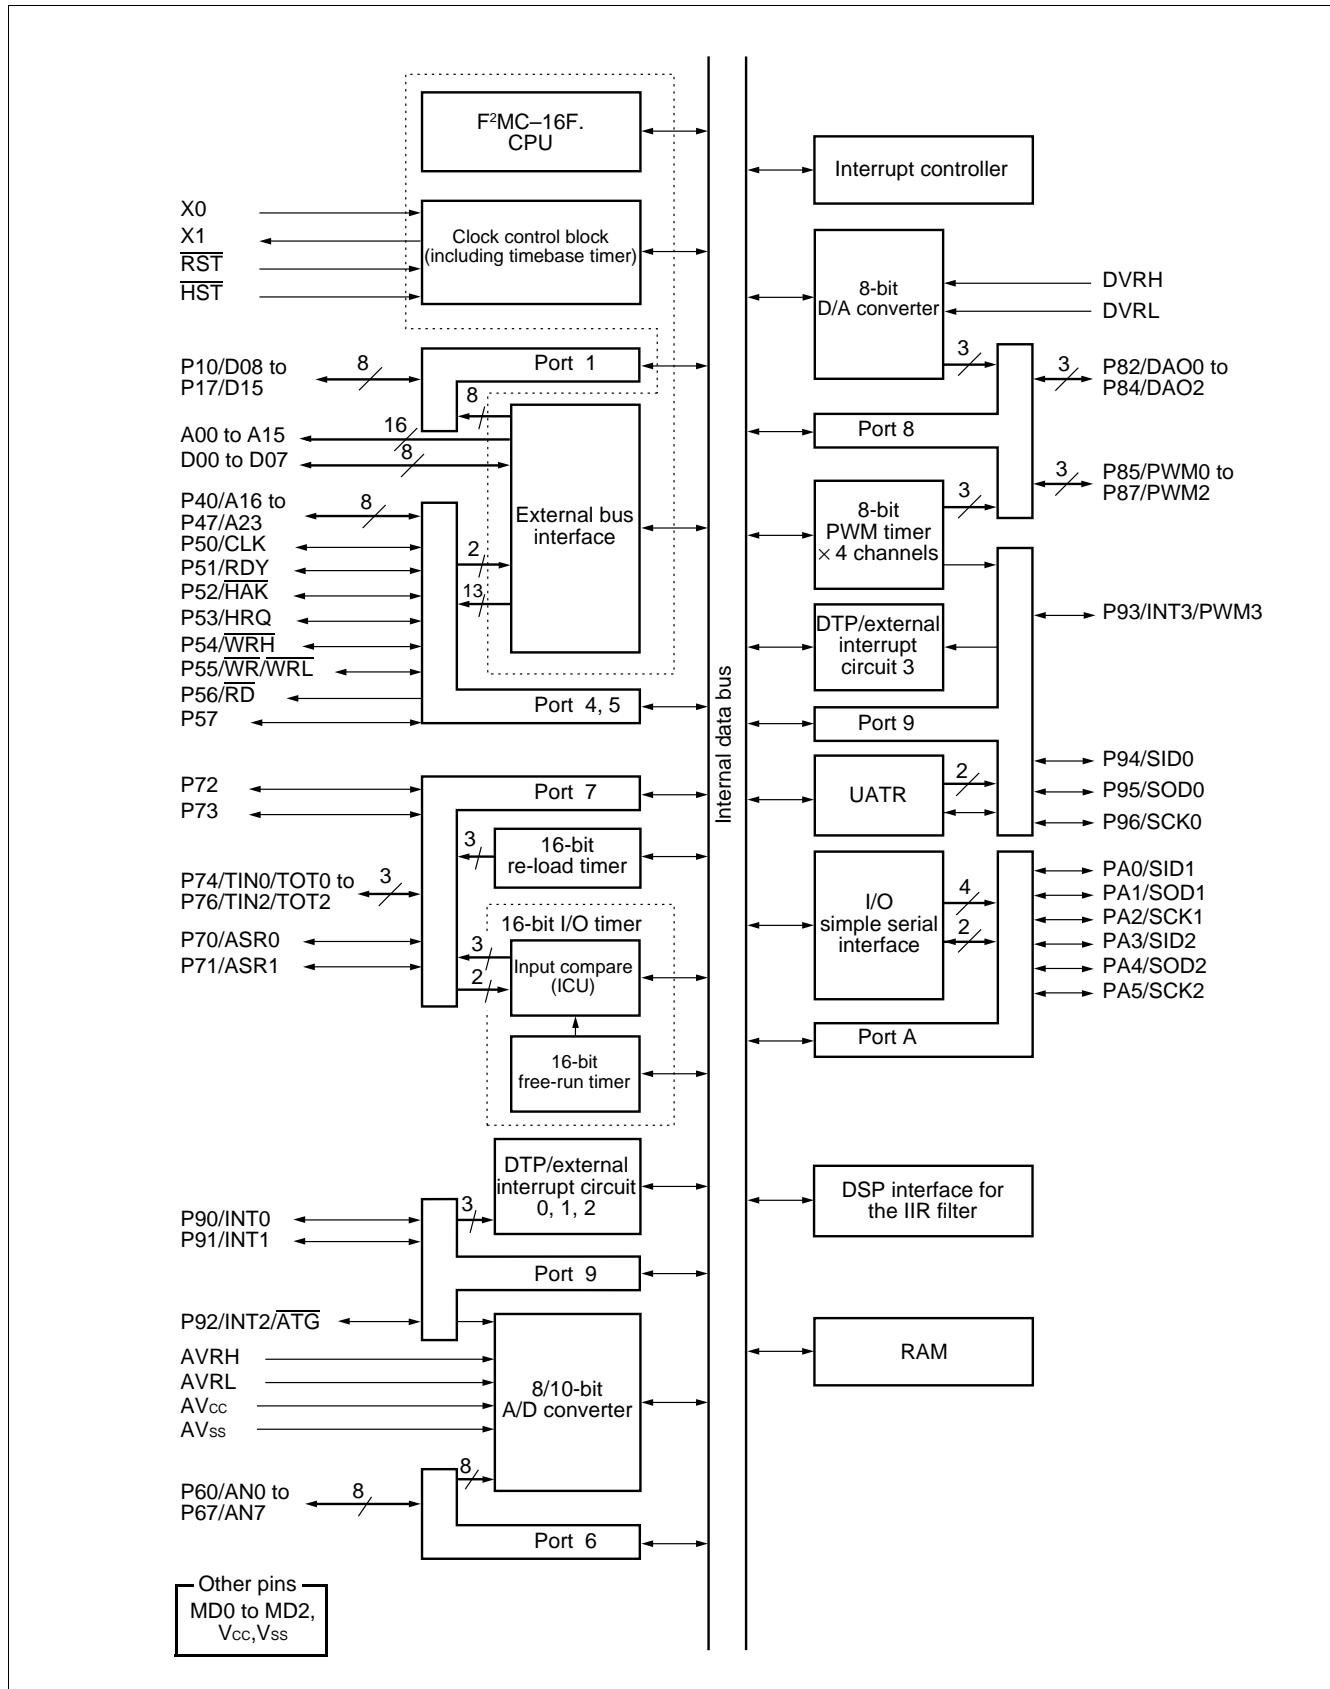 F²MC–16F.
CPU
X0
X1
RST
HST
Clock control block
(including timebase timer)
P10/D08 to
P17/D15
8
Port 1
8
A00 to A15
16
D00 to D07
8
External bus
interface
P40/A16 to
P47/A23
8
P50/CLK
P51/RDY
P52/HAK
P53/HRQ
P54/WRH
P55/WR/WRL
P56/RD
P57
2
13
Port 4, 5
P72
P73
Port 7
3
16-bit
re-load timer
P74/TIN0/TOT0 to
P76/TIN2/TOT2
3
16-bit I/O timer
P70/ASR0
P71/ASR1
3
2
Input compare
(ICU)
16-bit
free-run timer
DTP/external
interrupt circuit
0, 1, 2
P90/INT0
P91/INT1
3
Port 9
P92/INT2/ATG
AVRH
AVRL
AVCC
AVSS
8/10-bit
A/D converter
P60/AN0 to
P67/AN7
8
8
Port 6
Other pins
MD0 to MD2,
VCC,VSS
Internal data bus
Interrupt controller
8-bit
D/A converter
DVRH
DVRL
3
3
P82/DAO0 to
P84/DAO2
Port 8
8-bit
PWM timer
× 4 channels
3
3
P85/PWM0 to
P87/PWM2
DTP/external
interrupt
circuit 3
P93/INT3/PWM3
Port 9
UATR
2
P94/SID0
P95/SOD0
P96/SCK0
I/O
simple serial
interface
4
2
PA0/SID1
PA1/SOD1
PA2/SCK1
PA3/SID2
PA4/SOD2
PA5/SCK2
Port A
DSP interface for
the IIR filter
RAM